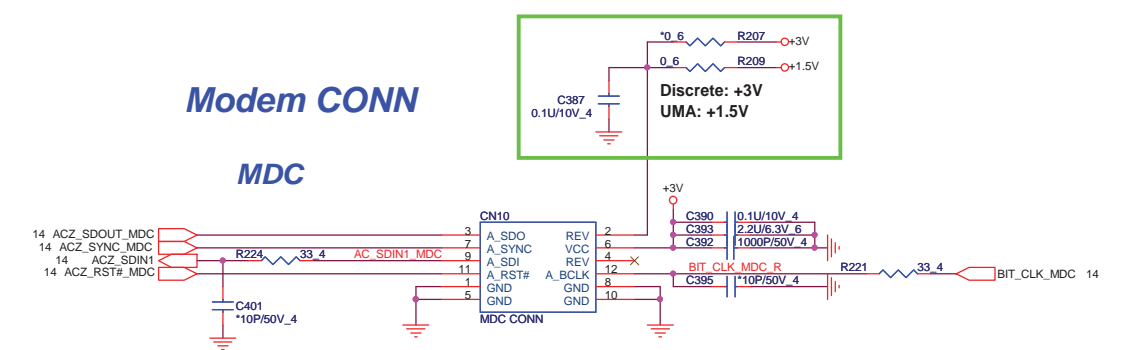 *0_6 R207 +3V
0_6 R209 +1.5V
C387
0.1U/10V_4
Discrete: +3V
UMA: +1.5V
Modem CONN
MDC
+3V
CN10
C390 0.1U/10V_4
C393 2.2U/6.3V_6
C392 1000P/50V_4
14 ACZ_SDOUT_MDC 3 A_SDO REV 2
14 ACZ_SYNC_MDC 7 A_SYNC VCC 6
14 ACZ_SDIN1 R224 33_4 AC_SDIN1_MDC 9 A_SDI REV 4
14 ACZ_RST#_MDC 11 A_RST# A_BCLK 12 BIT_CLK_MDC_R R221 33_4 BIT_CLK_MDC 14
1 GND GND 8 C395 *10P/50V_4
5 GND GND 10
MDC CONN
C401
*10P/50V_4